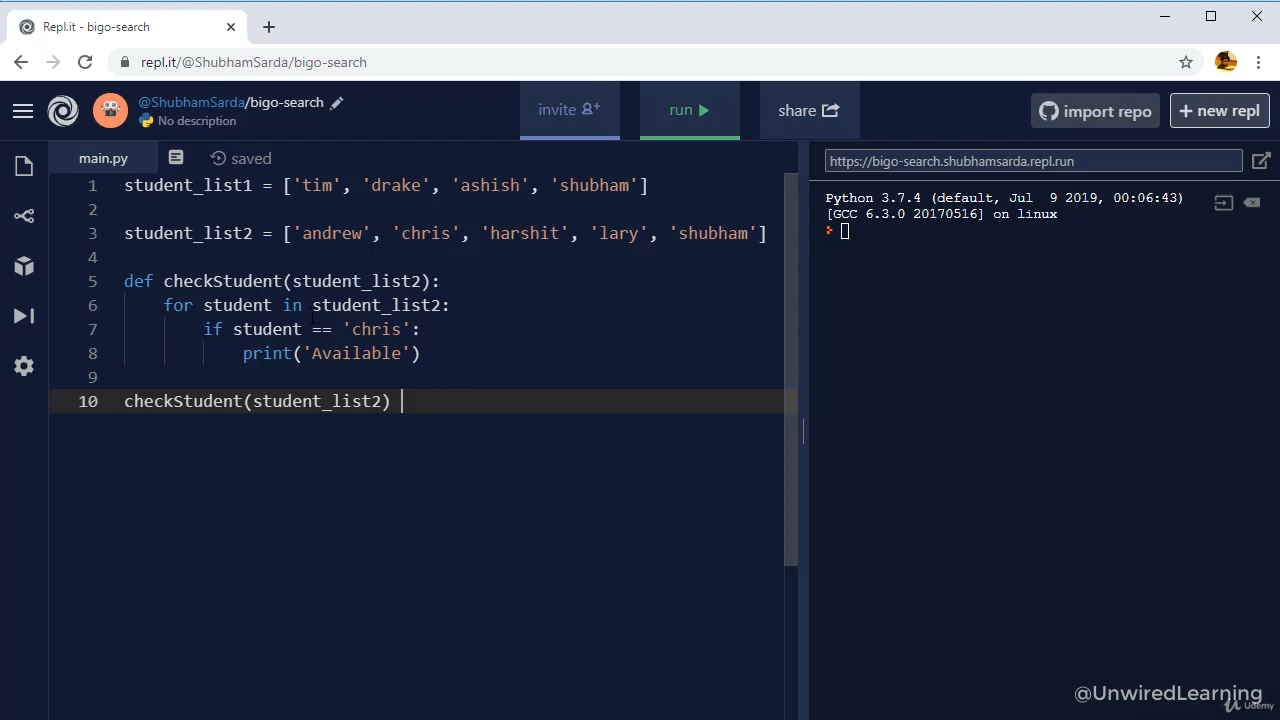 Repl.it - bigo-search
repl.it/@ShubhamSarda/bigo-search
@ShubhamSarda/bigo-search
No description
invite
run
share
import repo
+ new repl
main.py
saved
https://bigo-search.shubhamsarda.repl.run
1 student_list1 = ['tim', 'drake', 'ashish', 'shubham']
2
3 student_list2 = ['andrew', 'chris', 'harshit', 'lary', 'shubham']
4
5 def checkStudent(student_list2):
6 for student in student_list2:
7 if student == 'chris':
8 print('Available')
9
10 checkStudent(student_list2)
Python 3.7.4 (default, Jul  9 2019, 00:06:43)
[GCC 6.3.0 20170516] on linux
@UnwiredLearning
Udemy